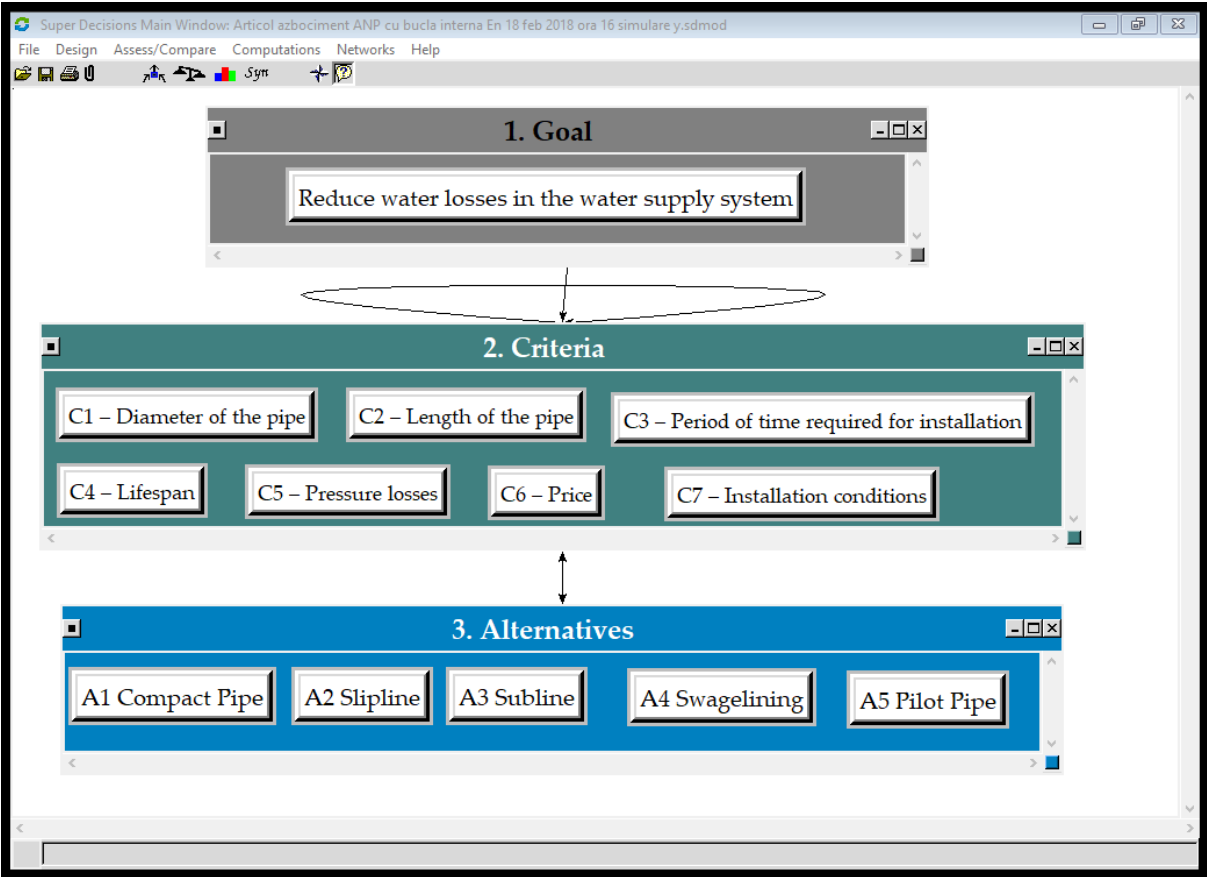 Super Decisions Main Window: Articol azbociment ANP cu bucla interna En 18 feb 2018 ora 16 simulare y.sdmod
File Design Assess/Compare Computations Networks Help
Syn
1. Goal
Reduce water losses in the water supply system
2. Criteria
C1 – Diameter of the pipe C2 – Length of the pipe C3 – Period of time required for installation
C4 – Lifespan C5 – Pressure losses C6 – Price C7 – Installation conditions
3. Alternatives
A1 Compact Pipe A2 Slipline A3 Subline A4 Swagelining A5 Pilot Pipe